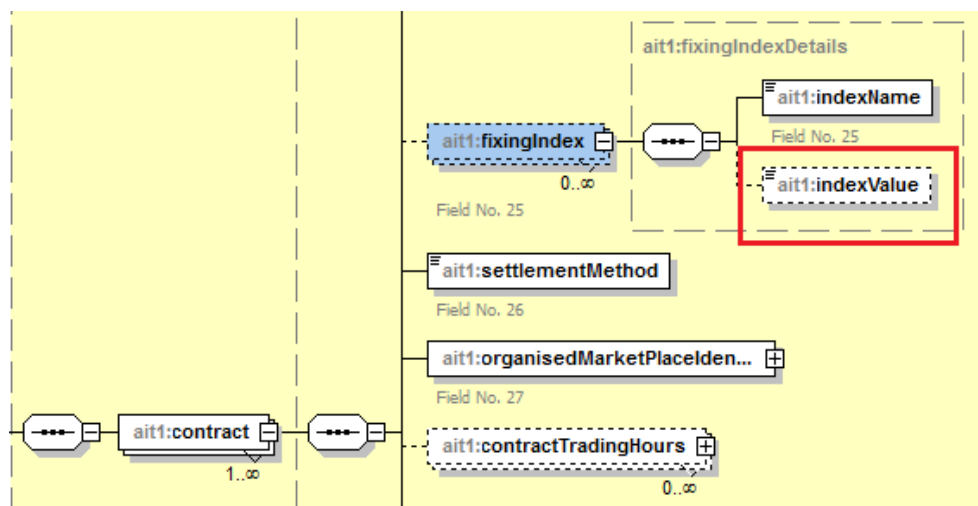 ait1:fixingIndexDetails
ait1:indexName
Field No. 25
ait1:fixingIndex
0..∞
Field No. 25
ait1:indexValue
ait1:settlementMethod
Field No. 26
ait1:organisedMarketPlaceIden...
Field No. 27
ait1:contract
1..∞
ait1:contractTradingHours
0..∞